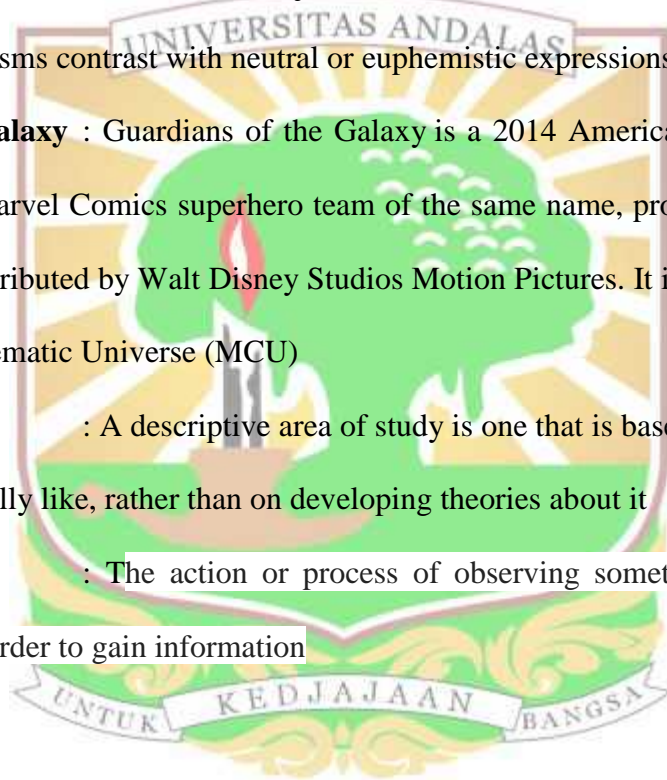 UNIVERSITAS ANDALAS
isms contrast with neutral or euphemistic expressions
alaxy : Guardians of the Galaxy is a 2014 America
arvel Comics superhero team of the same name, pro
tributed by Walt Disney Studios Motion Pictures. It i
ematic Universe (MCU)
: A descriptive area of study is one that is base
lly like, rather than on developing theories about it
: The action or process of observing somet
rder to gain information
UNTUK KEDJAJAAN BANGSA